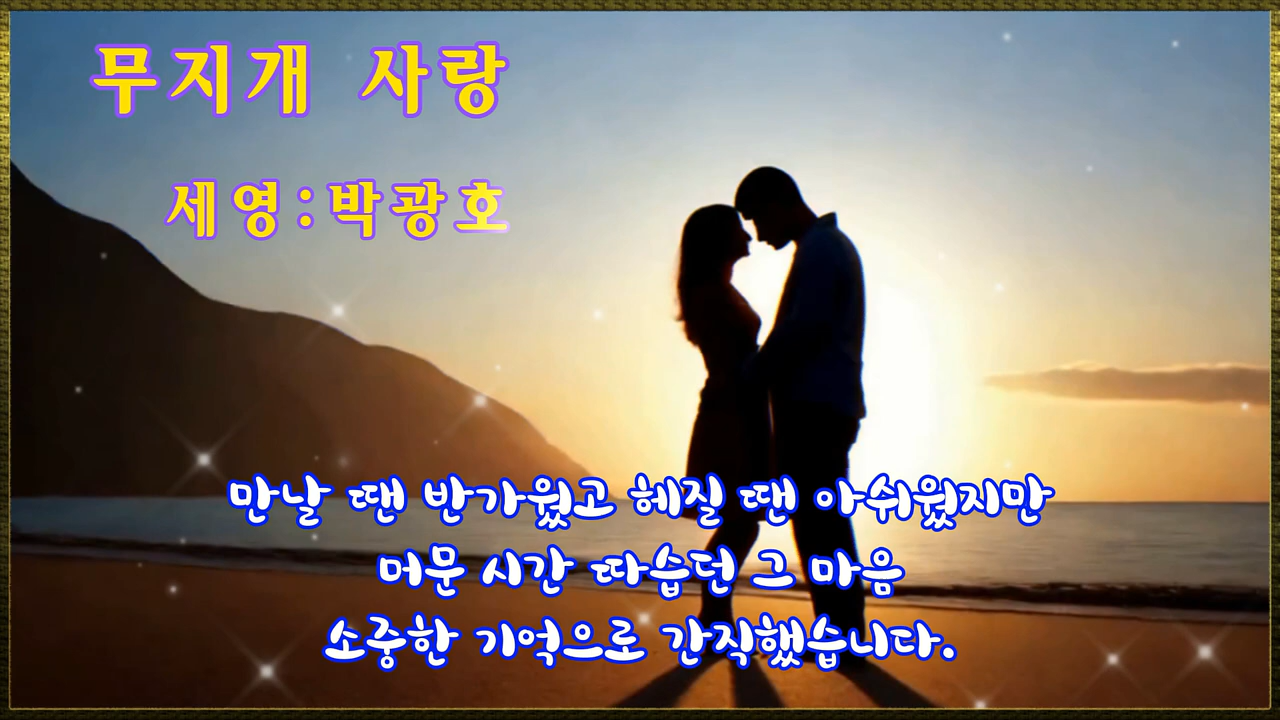 무지개 사랑
세영:박광호
만날 땐 반가웠고 헤질 땐 아쉬웠지만
머문 시간 따습던 그 마음
소중한 기억으로 간직했습니다.